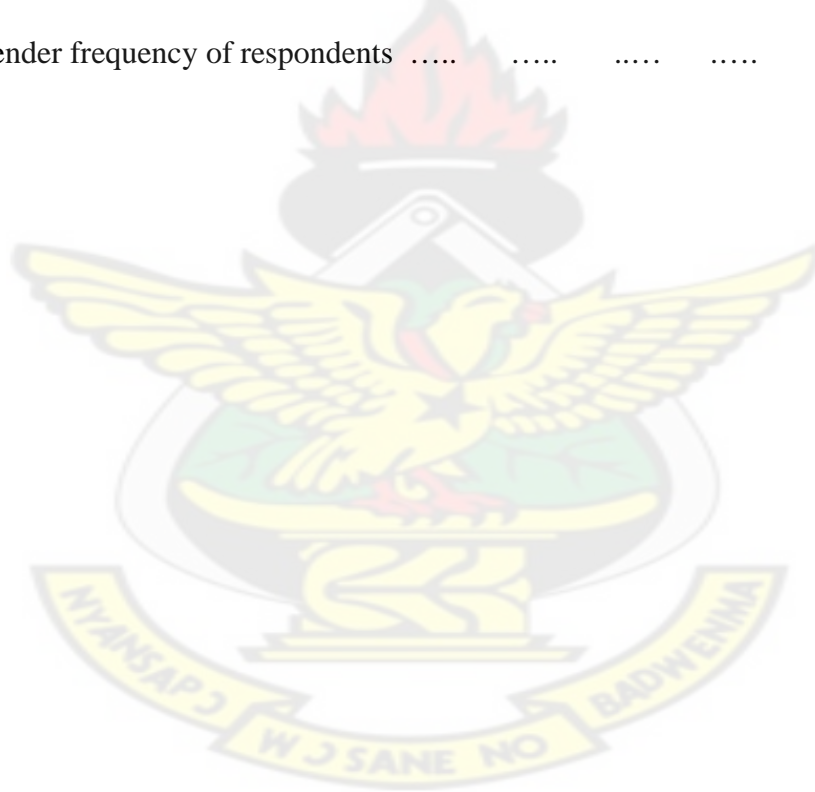 ender frequency of respondents ….. ….. ..… .….
NYANSAPƆ
WƆSANE NO
BADWENMA